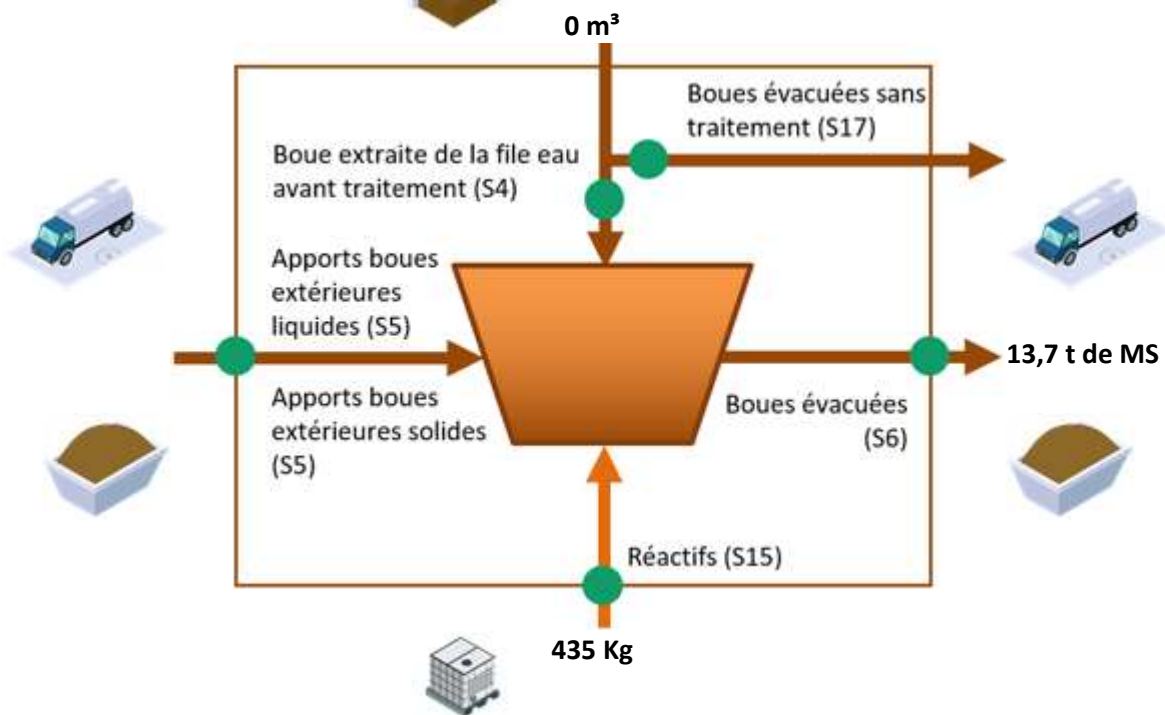 0 m³
Boues évacuées sans
traitement (S17)
Boue extraite de la file eau
avant traitement (S4)
Apports boues
extérieures
liquides (S5)
13,7 t de MS
Apports boues
extérieures solides
(S5)
Boues évacuées
(S6)
Réactifs (S15)
435 Kg